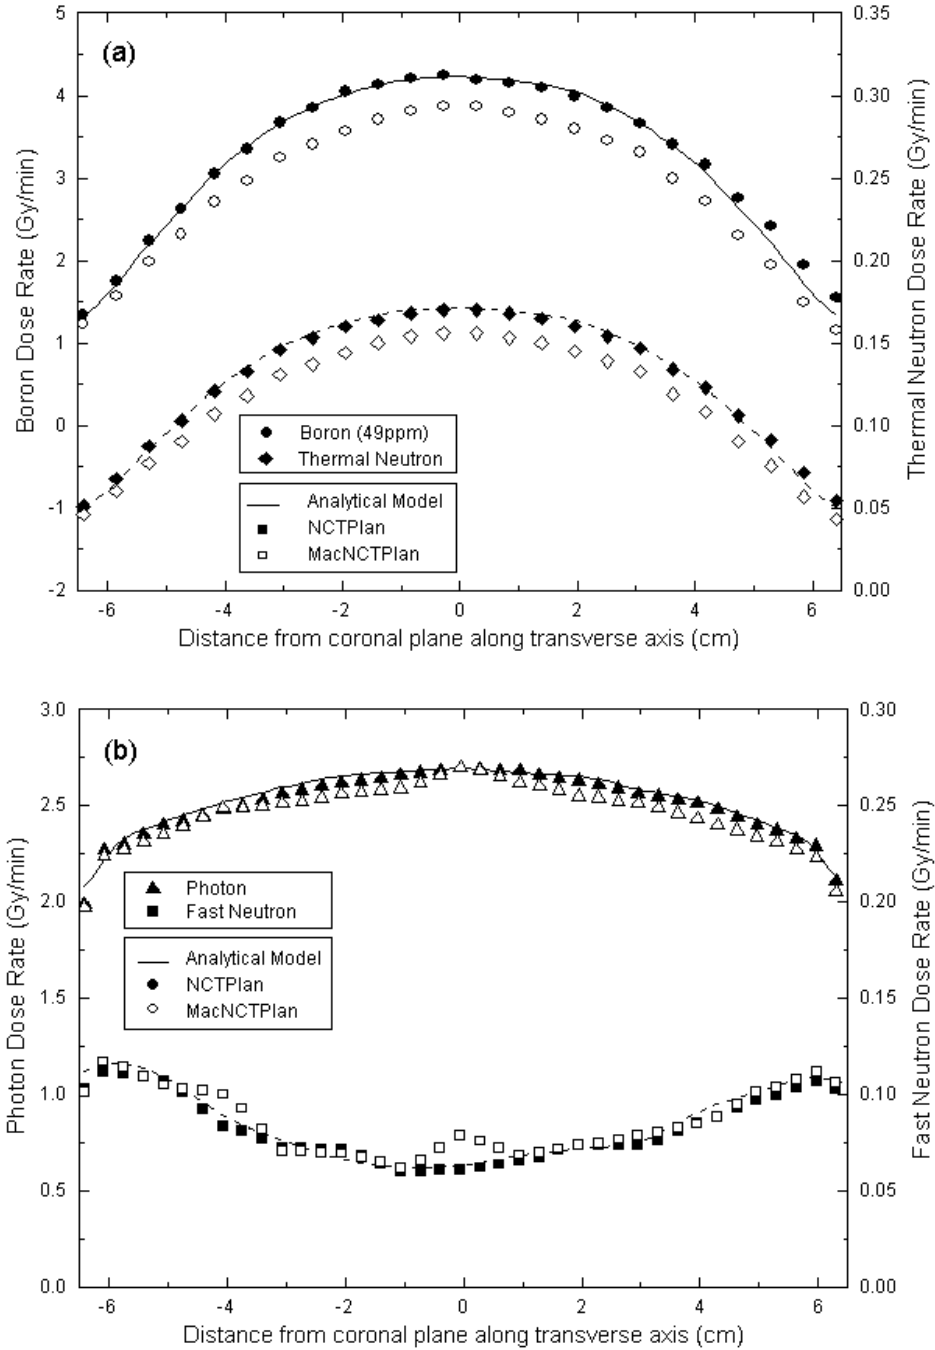 (a)
5
4
3
2
1
0
-1
-2
Boron Dose Rate (Gy/min)
0.35
0.30
0.25
0.20
0.15
0.10
0.05
0.00
Thermal Neutron Dose Rate (Gy/min)
Boron (49ppm)
Thermal Neutron
Analytical Model
NCTPlan
MacNCTPlan
-6 -4 -2 0 2 4 6
Distance from coronal plane along transverse axis (cm)
(b)
3.0
2.5
2.0
1.5
1.0
0.5
0.0
Photon Dose Rate (Gy/min)
0.30
0.25
0.20
0.15
0.10
0.05
0.00
Fast Neutron Dose Rate (Gy/min)
Photon
Fast Neutron
Analytical Model
NCTPlan
MacNCTPlan
-6 -4 -2 0 2 4 6
Distance from coronal plane along transverse axis (cm)